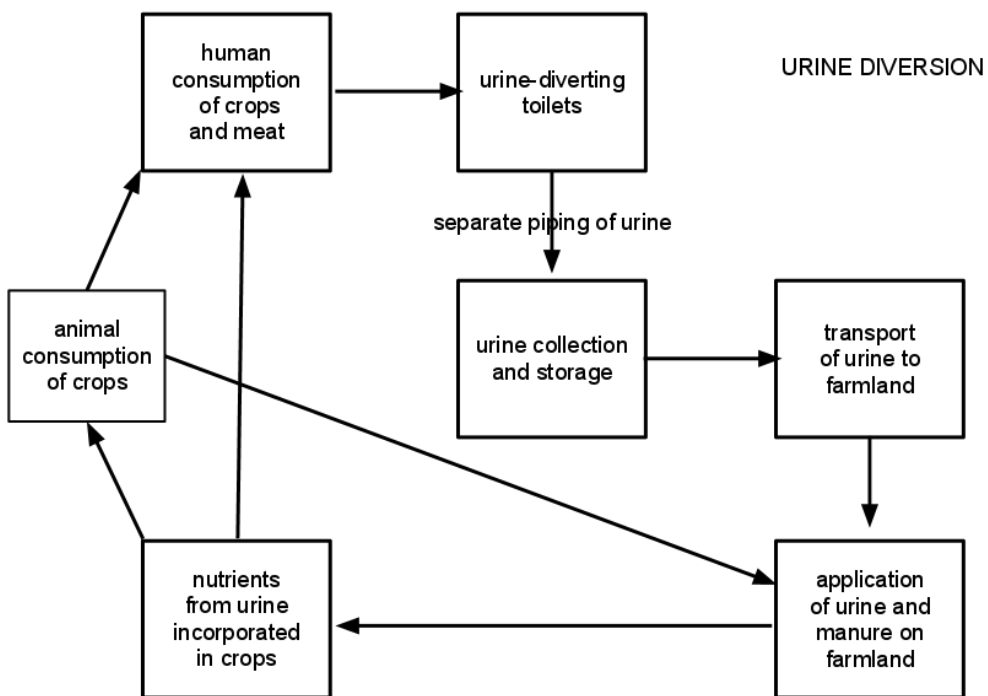 URINE DIVERSION
human
consumption
of crops
and meat
urine-diverting
toilets
separate piping of urine
animal
consumption
of crops
urine collection
and storage
transport
of urine to
farmland
nutrients
from urine
incorporated
in crops
application
of urine and
manure on
farmland